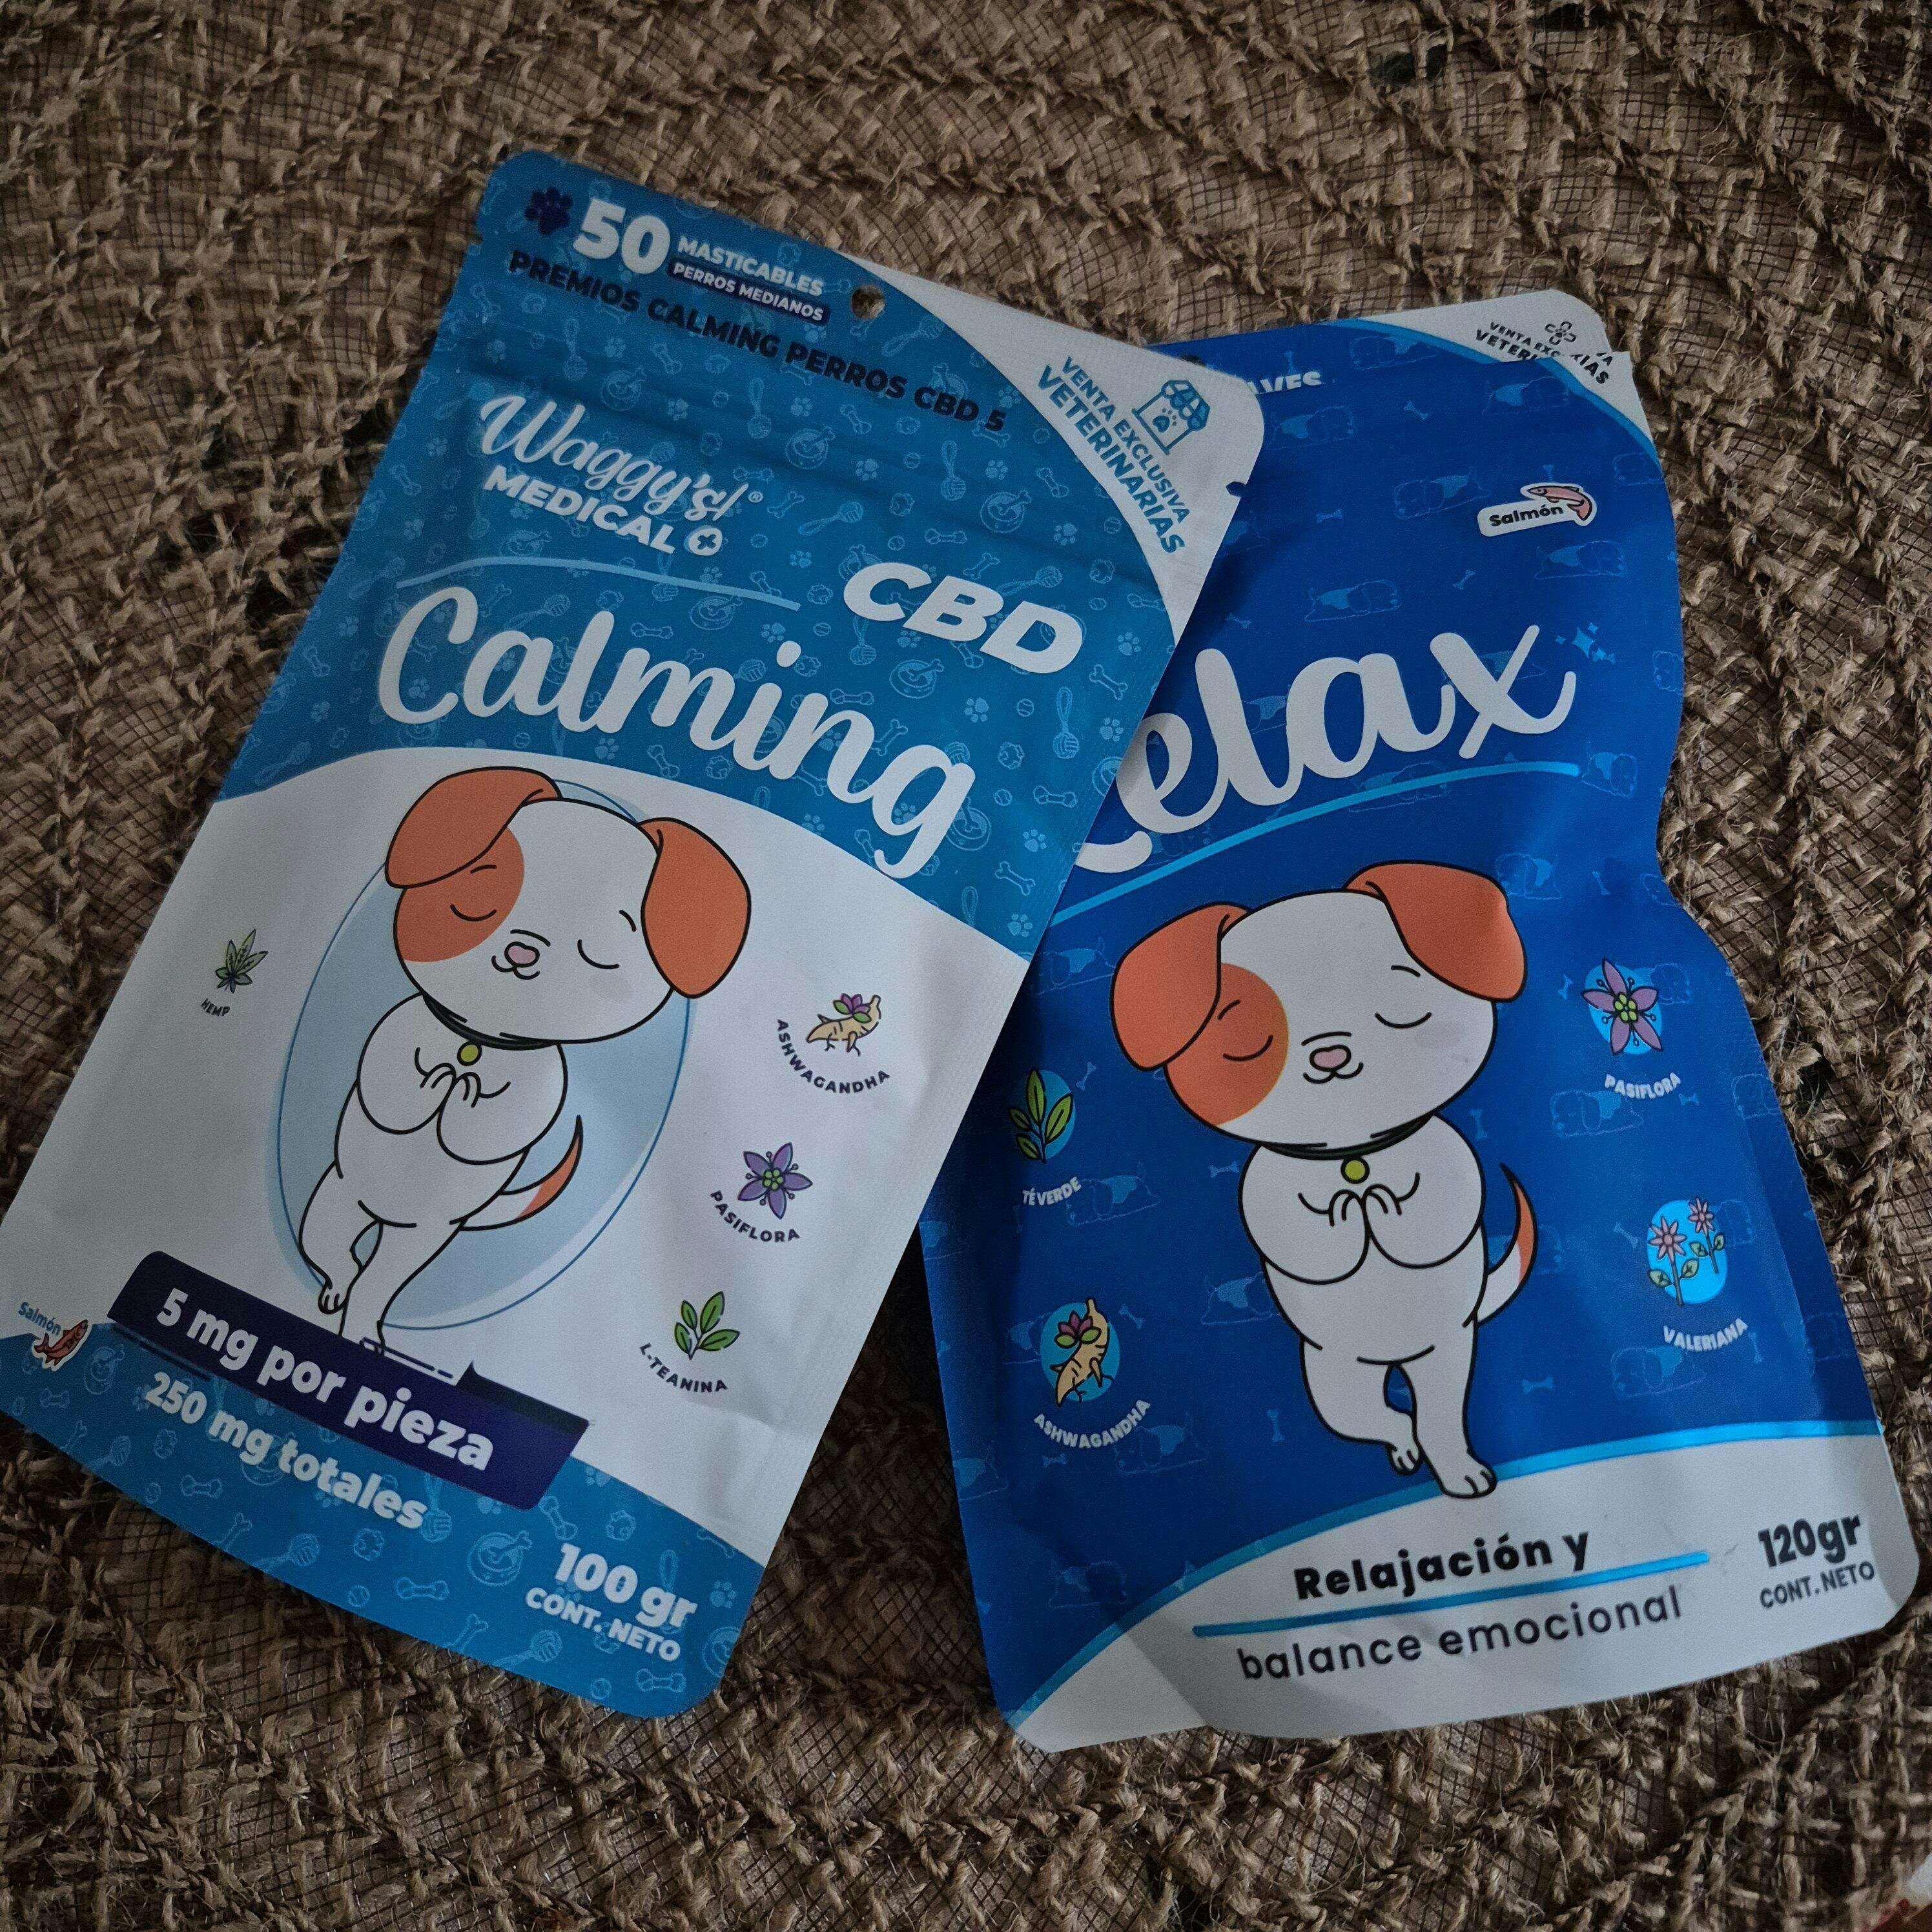 50 MASTICABLES
PERROS MEDIANOS
PREMIOS CALMING PERROS CBD 5
VENTA EXCLUSIVA
VETERINARIAS
Waggy's!®
MEDICAL
CBD
Calming
HEMP
ASHWAGANDHA
PASIFLORA
L-TEANINA
Salmón
5 mg por pieza
250 mg totales
100 gr
CONT. NETO
Salmón
elax
PASIFLORA
TÉ VERDE
VALERIANA
ASHWAGANDHA
Relajación y
balance emocional
120gr
CONT. NETO